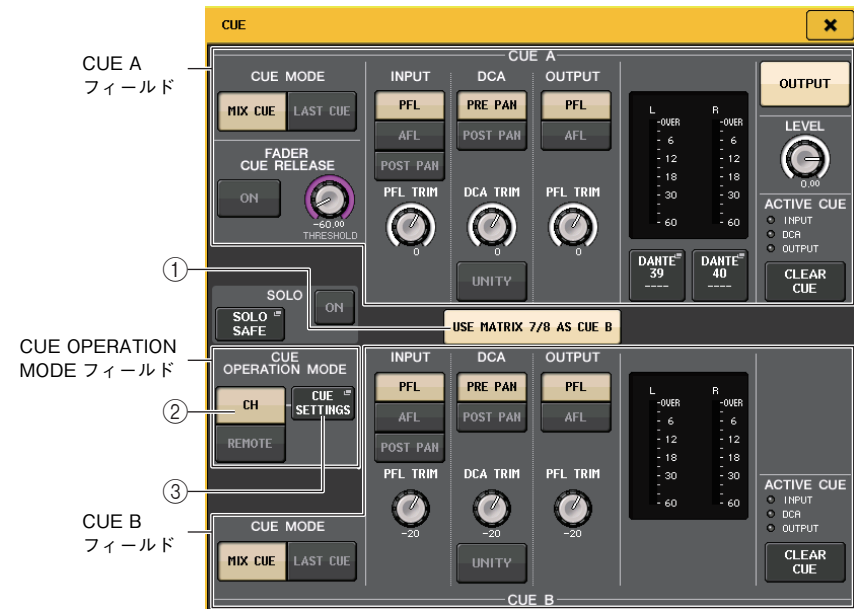 CUE
CUE A
フィールド
CUE A
CUE MODE
MIX CUE
LAST CUE
FADER
CUE RELEASE
ON
-60.00
THRESHOLD
INPUT
PFL
AFL
POST PAN
PFL TRIM
0
DCA
PRE PAN
POST PAN
DCA TRIM
0
UNITY
OUTPUT
PFL
AFL
PFL TRIM
0
L R
-OVER -OVER
- 6 - 6
- 12 - 12
- 18 - 18
- 30 - 30
- 60 - 60
DANTE
39
----
DANTE
40
----
OUTPUT
LEVEL
0.00
ACTIVE CUE
INPUT
DCA
OUTPUT
CLEAR
CUE
①
SOLO
SOLO
SAFE
ON
USE MATRIX 7/8 AS CUE B
CUE OPERATION
MODE フィールド
CUE
OPERATION MODE
②
CH
REMOTE
CUE
SETTINGS
③
CUE B
フィールド
CUE MODE
MIX CUE
LAST CUE
INPUT
PFL
AFL
POST PAN
PFL TRIM
-20
DCA
PRE PAN
POST PAN
DCA TRIM
-20
UNITY
OUTPUT
PFL
AFL
PFL TRIM
-20
L R
-OVER -OVER
- 6 - 6
- 12 - 12
- 18 - 18
- 30 - 30
- 60 - 60
ACTIVE CUE
INPUT
DCA
OUTPUT
CLEAR
CUE
CUE B